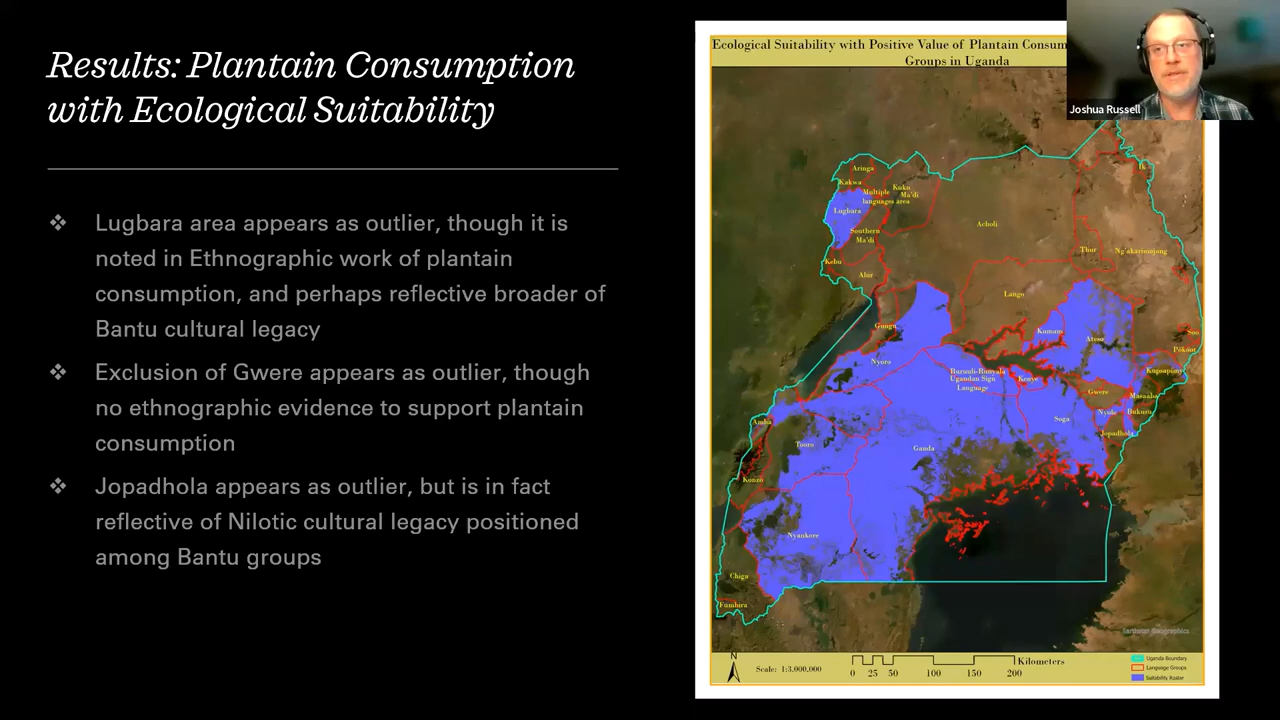 Results: Plantain Consumption
with Ecological Suitability
❖ Lugbara area appears as outlier, though it is
noted in Ethnographic work of plantain
consumption, and perhaps reflective broader of
Bantu cultural legacy
❖ Exclusion of Gwere appears as outlier, though
no ethnographic evidence to support plantain
consumption
❖ Jopadhola appears as outlier, but is in fact
reflective of Nilotic cultural legacy positioned
among Bantu groups
Ecological Suitability with Positive Value of Plantain Consum
Groups in Uganda
Joshua Russell
Aringa
Ik
Kakwa
Kuku
Multiple
Ma'di
languages area
Lugbara
Acholi
Southern
Ma'di
Thur
Ng'akarimojong
Kebu
Alur
Lango
Gungu
Kumam
Soo
Ateso
Pökoot
Nyoro
Ruruuli-Runyala
Ugandan Sign
Language
Kenye
Kupsapiny
Gwere
Masaaba
Nyole
Bukusu
Amba
Soga
Jopadhola
Tooro
Ganda
Konzo
Nyankore
Chiga
Fumbira
Earthstar Geographics
N
Scale: 1:3,000,000
Kilometers
0 25 50 100 150 200
Uganda Boundary
Language Groups
Suitability Raster